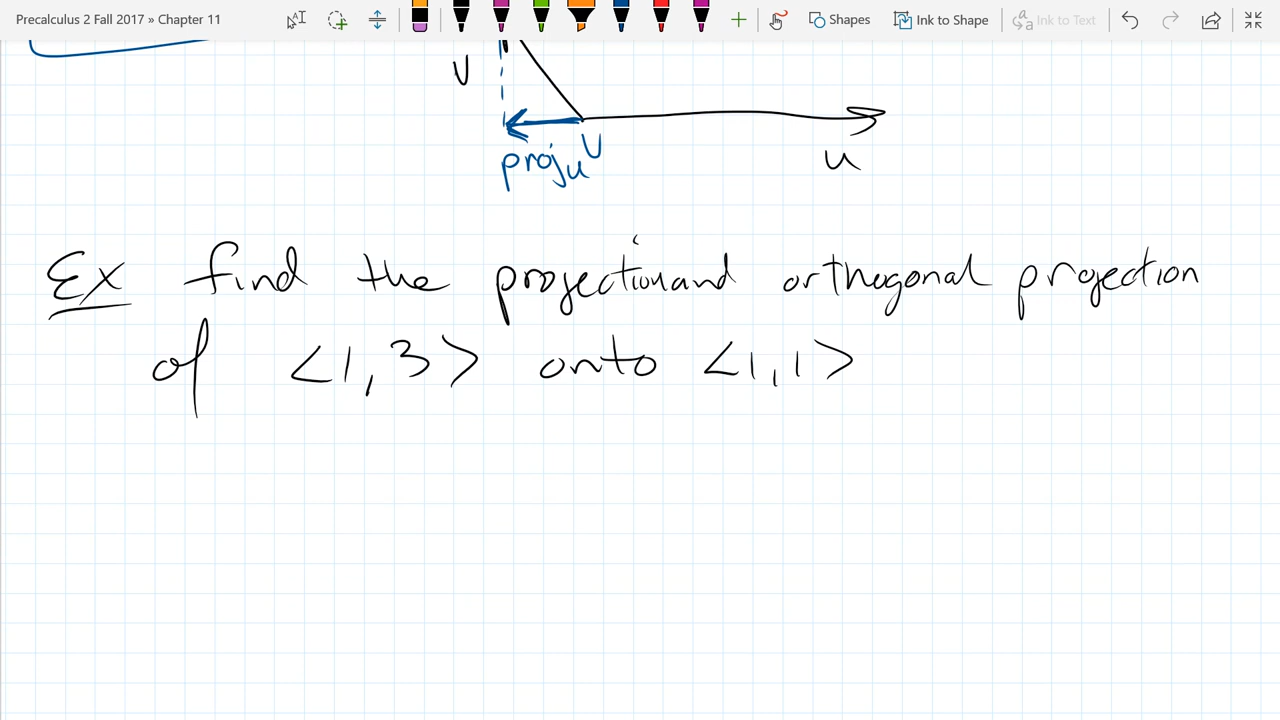 Precalculus 2 Fall 2017 » Chapter 11
Shapes
Ink to Shape
Ink to Text
V
proj_u V
u
Ex find the projection and orthogonal projection
of <1, 3> onto <1, 1>